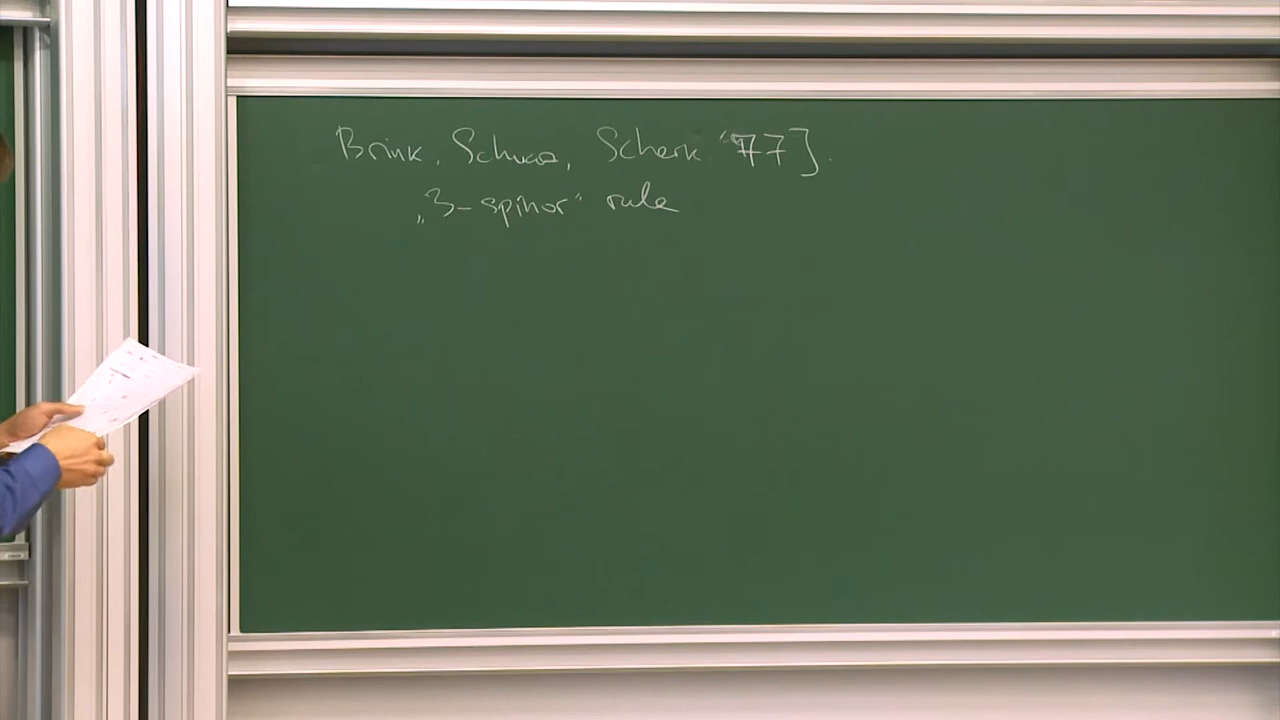 Brink, Schwarz, Scherk '77].
„3-spinor“ rule